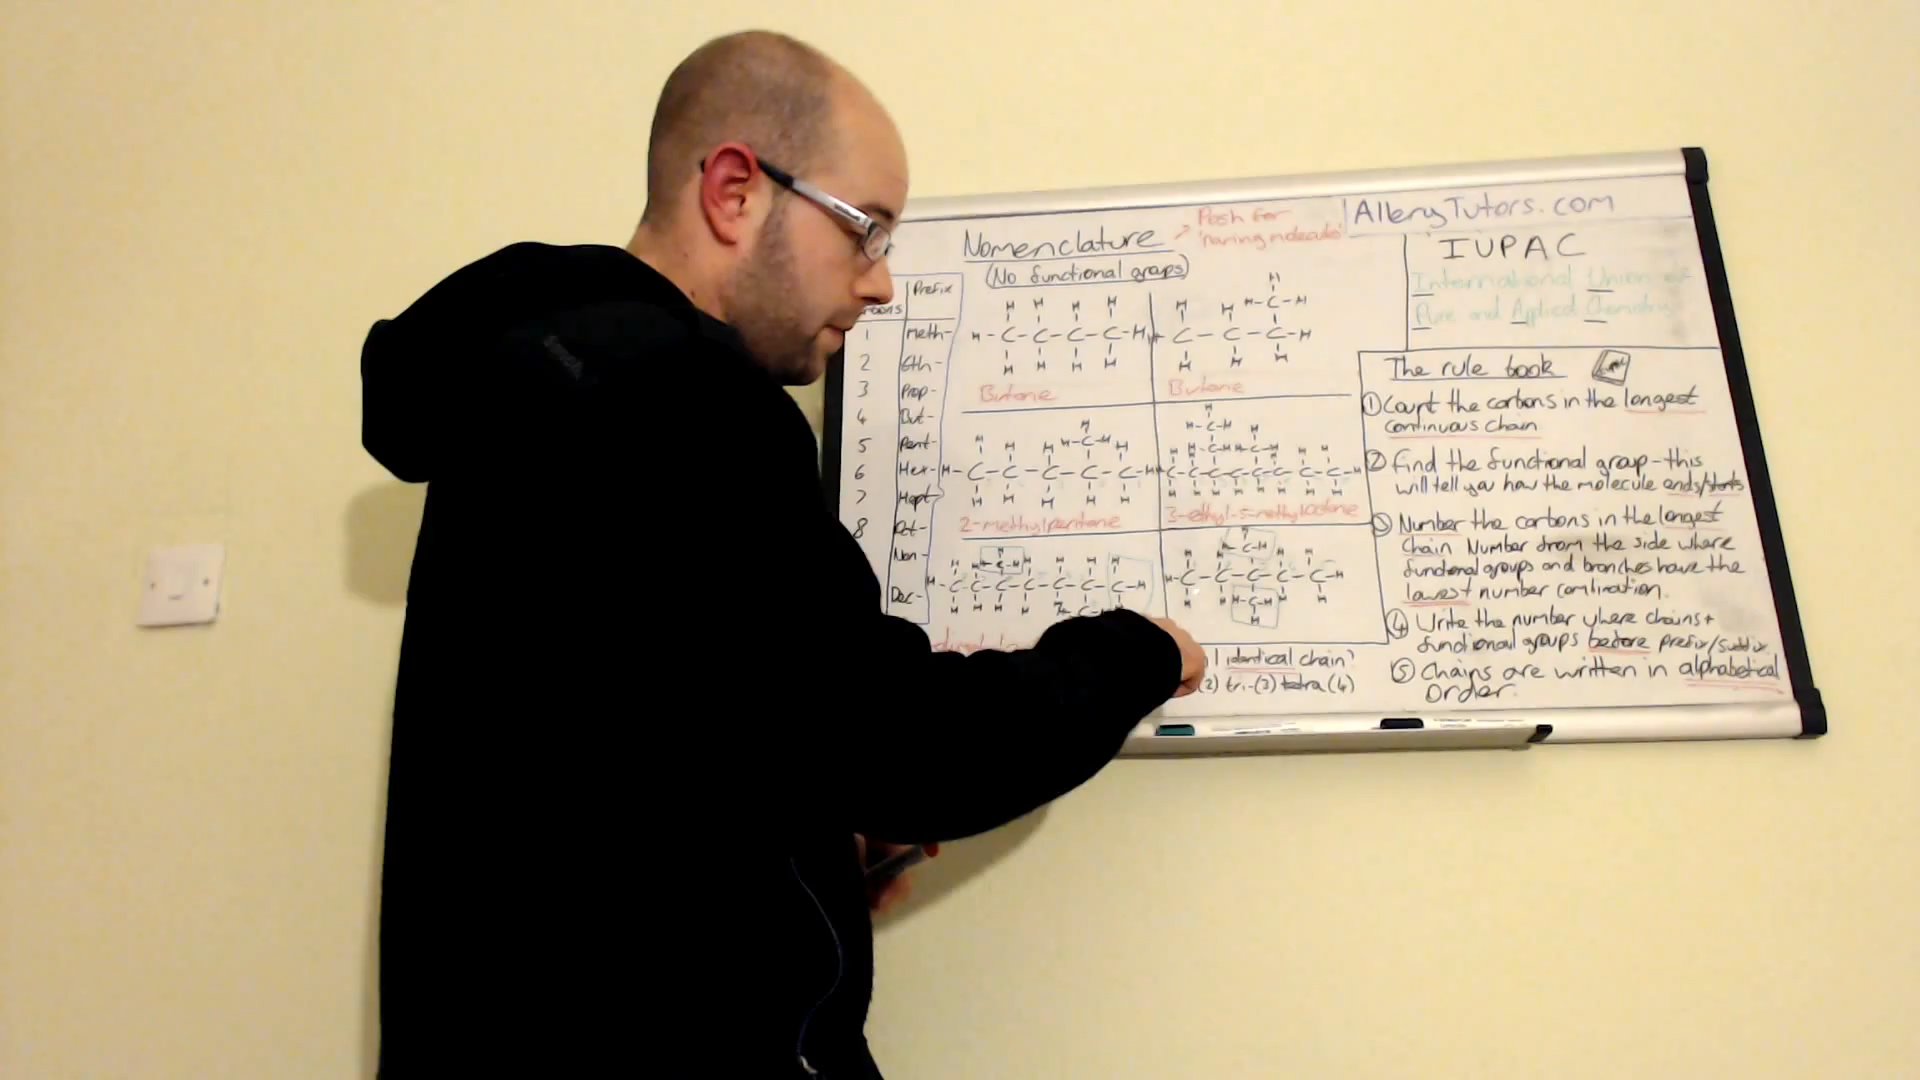 Nomenclature
(No functional groups)
Posh for
'naming molecules'
AlleryTutors.com
IUPAC
International Union of
Pure and Applied Chemistry
Prefix
1 Meth-
2 Eth-
3 Prop-
4 But-
5 Pent-
6 Hex-
7 Hept-
8 Oct-
Non-
Dec-
Butane
Butane
2-methylpentane
3-ethyl-5-methyloctane
identical chain?
(2) tri-(3) tetra (4)
The rule book
① Count the carbons in the longest
continuous chain
② Find the functional group - this
will tell you how the molecule ends/starts
③ Number the carbons in the longest
chain Number from the side where
functional groups and branches have the
lowest number combination.
④ Write the number where chains +
functional groups before prefix/suffix
⑤ Chains are written in alphabetical
order.